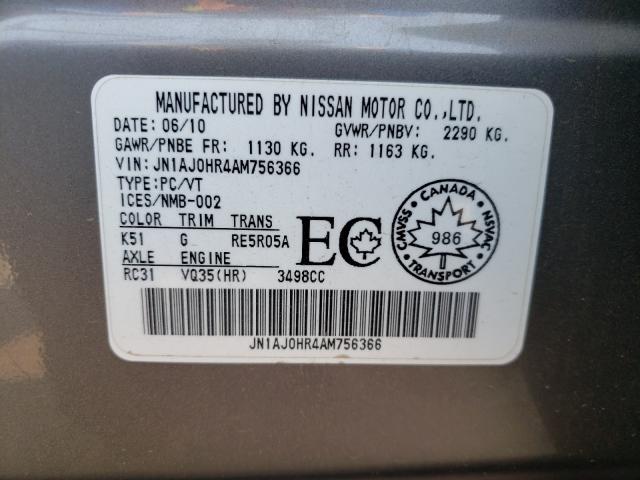 MANUFACTURED BY NISSAN MOTOR CO.,LTD.
DATE: 06/10 GVWR/PNBV: 2290 KG.
GAWR/PNBE FR: 1130 KG. RR: 1163 KG.
VIN: JN1AJ0HR4AM756366
TYPE: PC/VT
ICES/NMB-002
COLOR TRIM TRANS
K51 G RE5R05A
AXLE ENGINE
RC31 VQ35(HR) 3498CC
EC
CANADA
CMVSS
NSVAC
986
TRANSPORT
JN1AJ0HR4AM756366